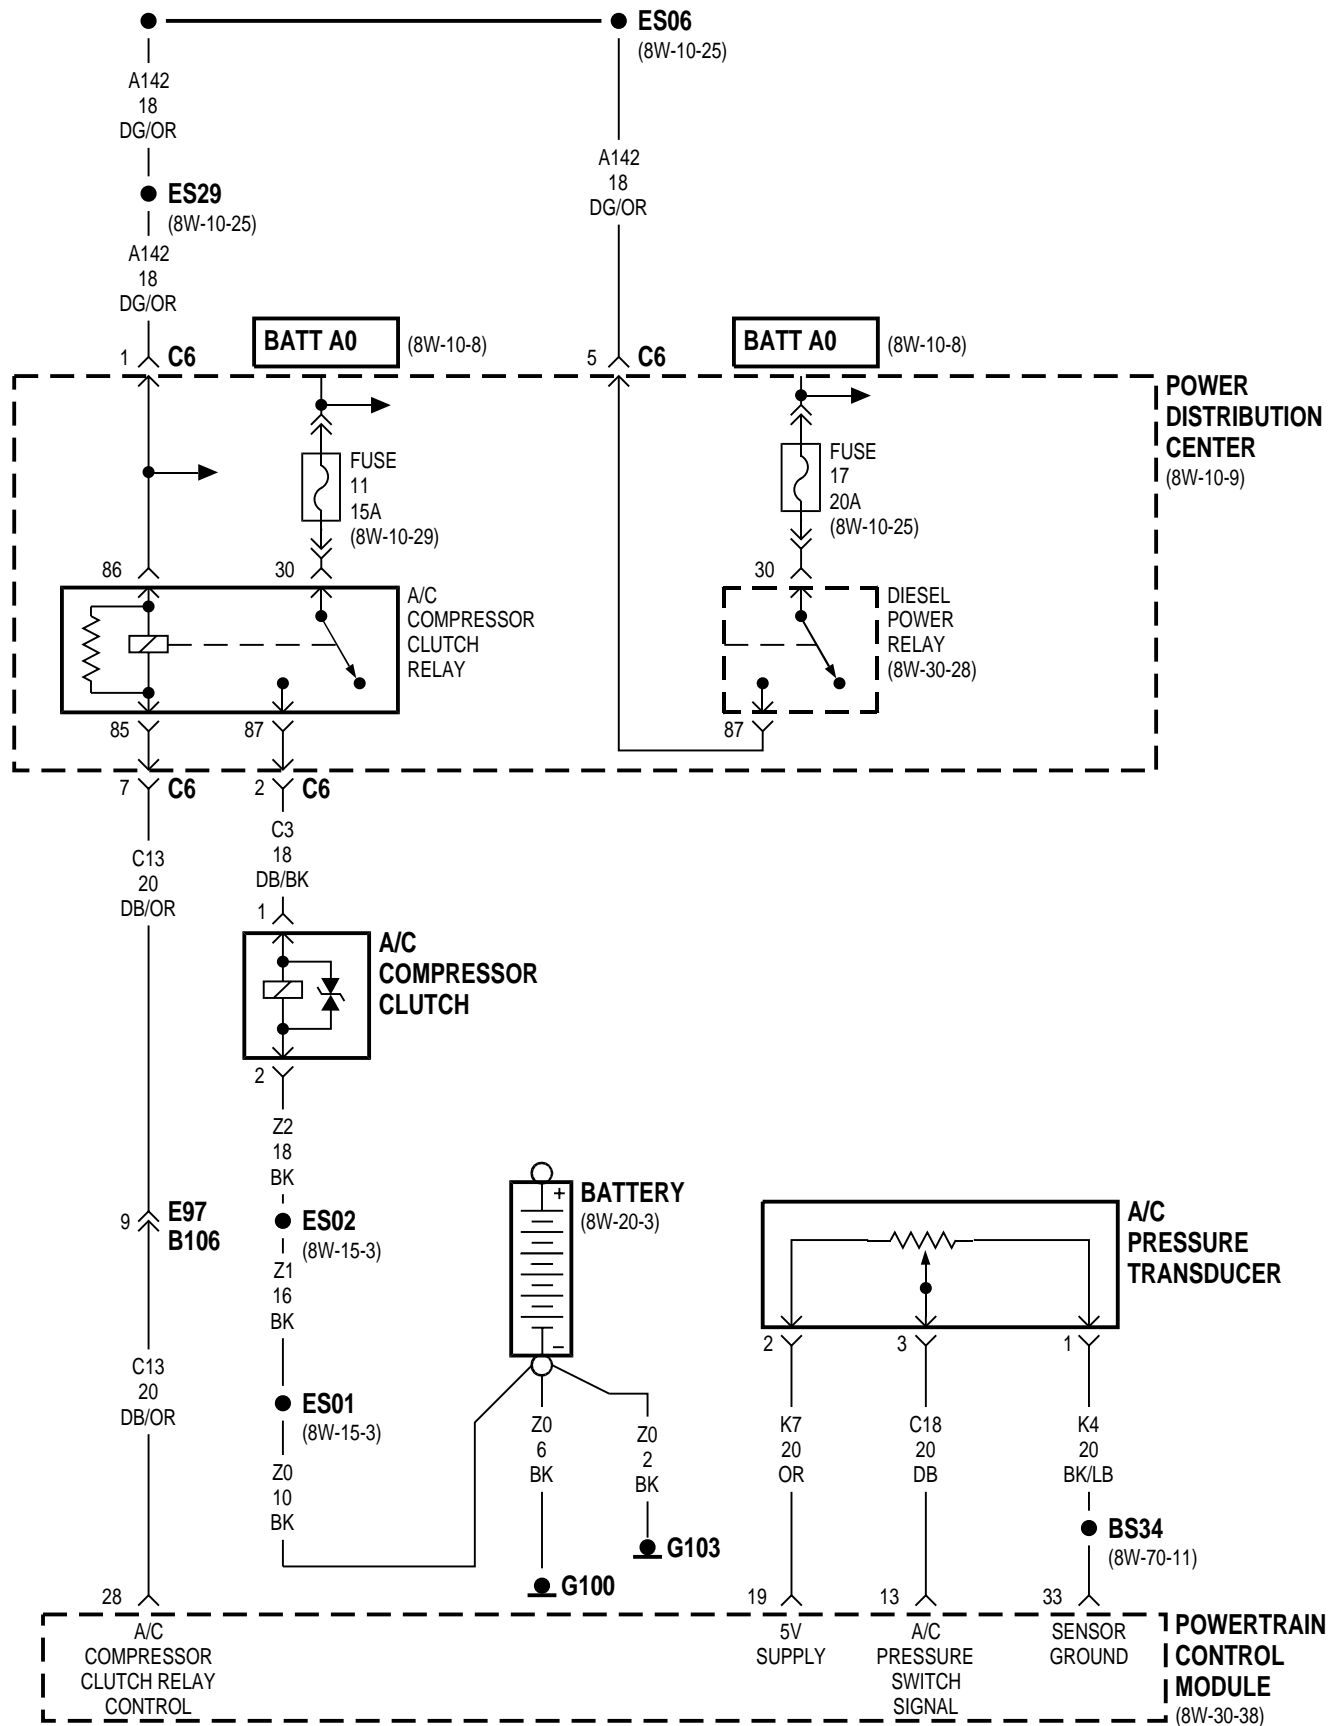 ES06
(8W-10-25)
A142
18
DG/OR
A142
18
DG/OR
ES29
(8W-10-25)
A142
18
DG/OR
BATT A0
(8W-10-8)
BATT A0
(8W-10-8)
1
C6
5
C6
POWER
DISTRIBUTION
CENTER
(8W-10-9)
FUSE
11
15A
(8W-10-29)
FUSE
17
20A
(8W-10-25)
86
30
30
A/C
COMPRESSOR
CLUTCH
RELAY
DIESEL
POWER
RELAY
(8W-30-28)
85
87
87
7
C6
2
C6
C13
20
DB/OR
C3
18
DB/BK
1
A/C
COMPRESSOR
CLUTCH
2
Z2
18
BK
9
E97
B106
ES02
(8W-15-3)
Z1
16
BK
+
BATTERY
(8W-20-3)
−
A/C
PRESSURE
TRANSDUCER
2
3
1
C13
20
DB/OR
ES01
(8W-15-3)
Z0
10
BK
Z0
6
BK
Z0
2
BK
K7
20
OR
C18
20
DB
K4
20
BK/LB
G103
G100
BS34
(8W-70-11)
28
19
13
33
A/C
COMPRESSOR
CLUTCH RELAY
CONTROL
5V
SUPPLY
A/C
PRESSURE
SWITCH
SIGNAL
SENSOR
GROUND
POWERTRAIN
CONTROL
MODULE
(8W-30-38)